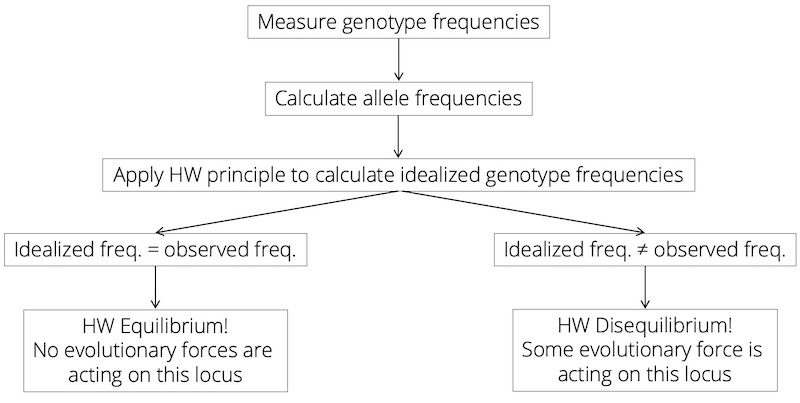 Measure genotype frequencies
Calculate allele frequencies
Apply HW principle to calculate idealized genotype frequencies
Idealized freq. = observed freq.
Idealized freq. ≠ observed freq.
HW Equilibrium!
No evolutionary forces are
acting on this locus
HW Disequilibrium!
Some evolutionary force is
acting on this locus